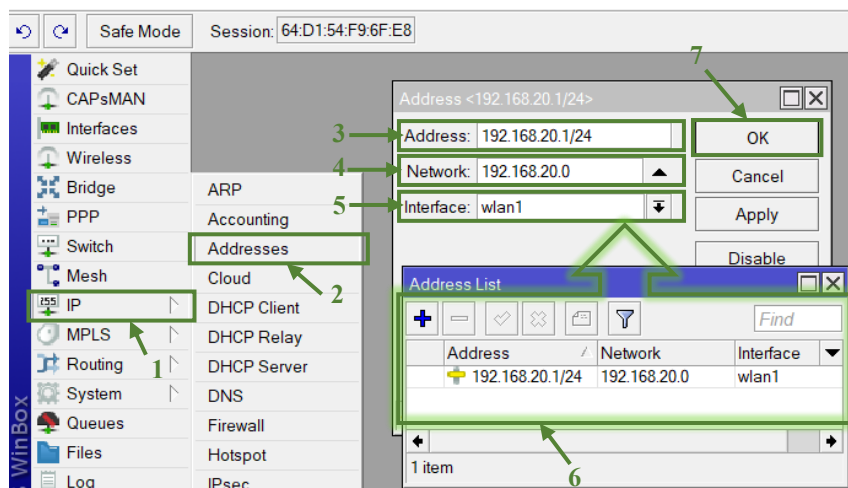 Safe Mode Session: 64:D1:54:F9:6F:E8
Quick Set
CAPsMAN
Interfaces
Wireless
Bridge
PPP
Switch
Mesh
255 IP
MPLS
Routing
System
Queues
Files
Log
WinBox
1
ARP
Accounting
Addresses
Cloud
DHCP Client
DHCP Relay
DHCP Server
DNS
Firewall
Hotspot
IPsec
2
7
Address <192.168.20.1/24>
3 Address: 192.168.20.1/24
4 Network: 192.168.20.0
5 Interface: wlan1
OK
Cancel
Apply
Disable
Address List
Find
Address Network Interface
192.168.20.1/24 192.168.20.0 wlan1
6
1 item